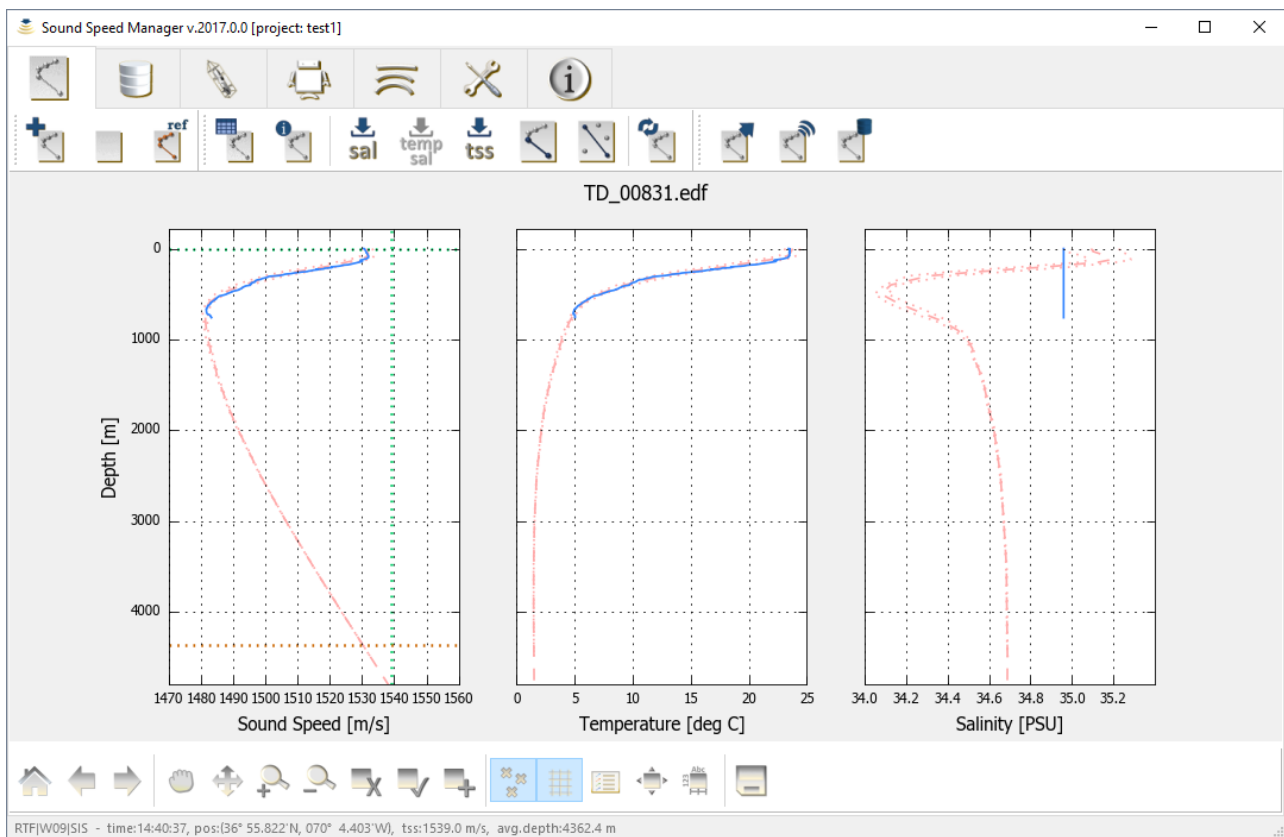 Sound Speed Manager v.2017.0.0 [project: test1]
ref
sal
temp
sal
tss
TD_00831.edf
0
1000
2000
3000
4000
Depth [m]
1470 1480 1490 1500 1510 1520 1530 1540 1550 1560
Sound Speed [m/s]
0 5 10 15 20 25
Temperature [deg C]
34.0 34.2 34.4 34.6 34.8 35.0 35.2
Salinity [PSU]
Abc
123
RTF|W09|SIS - time:14:40:37, pos:(36° 55.822'N, 070° 4.403'W), tss:1539.0 m/s, avg.depth:4362.4 m